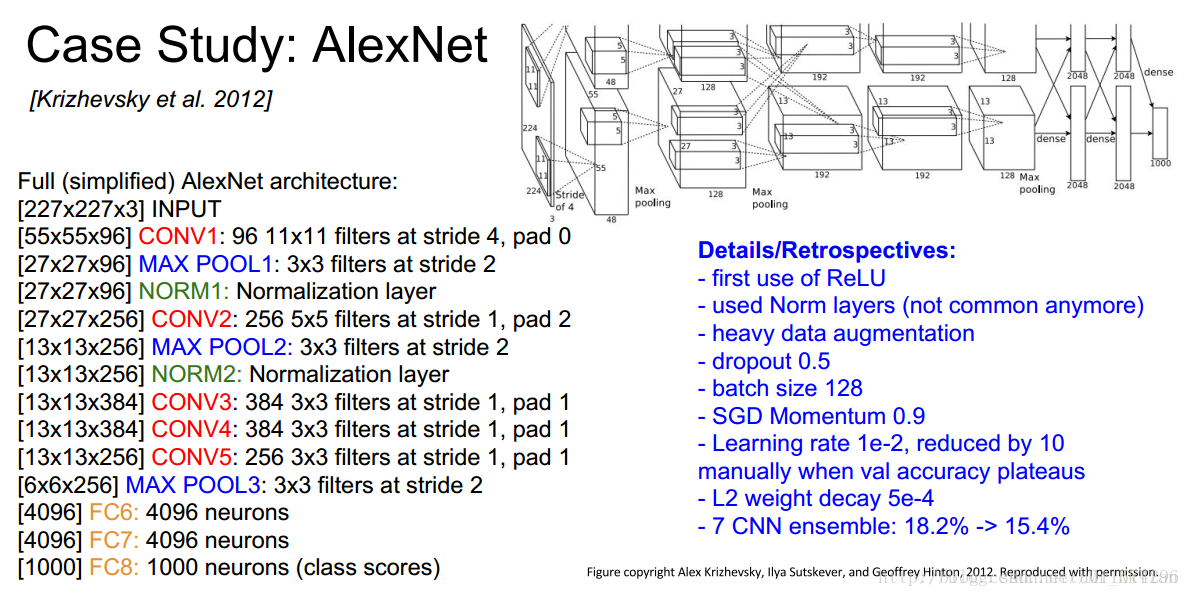 Case Study: AlexNet
[Krizhevsky et al. 2012]
Full (simplified) AlexNet architecture:
[227x227x3] INPUT
[55x55x96] CONV1: 96 11x11 filters at stride 4, pad 0
[27x27x96] MAX POOL1: 3x3 filters at stride 2
[27x27x96] NORM1: Normalization layer
[27x27x256] CONV2: 256 5x5 filters at stride 1, pad 2
[13x13x256] MAX POOL2: 3x3 filters at stride 2
[13x13x256] NORM2: Normalization layer
[13x13x384] CONV3: 384 3x3 filters at stride 1, pad 1
[13x13x384] CONV4: 384 3x3 filters at stride 1, pad 1
[13x13x256] CONV5: 256 3x3 filters at stride 1, pad 1
[6x6x256] MAX POOL3: 3x3 filters at stride 2
[4096] FC6: 4096 neurons
[4096] FC7: 4096 neurons
[1000] FC8: 1000 neurons (class scores)
5 3 3 3
11 5 3 3 3
11 48 192 192 128 2048 2048 dense
55 27 128
13 13 13
224 5 3 3 3
5 3 13 3 3 13
11 27 3 13 dense dense
11 55 3 1000
224 Stride of 4
Max pooling 128 Max pooling 192 192 128 Max pooling 2048 2048
3 48
Details/Retrospectives:
- first use of ReLU
- used Norm layers (not common anymore)
- heavy data augmentation
- dropout 0.5
- batch size 128
- SGD Momentum 0.9
- Learning rate 1e-2, reduced by 10
manually when val accuracy plateaus
- L2 weight decay 5e-4
- 7 CNN ensemble: 18.2% -> 15.4%
Figure copyright Alex Krizhevsky, Ilya Sutskever, and Geoffrey Hinton, 2012. Reproduced with permission.